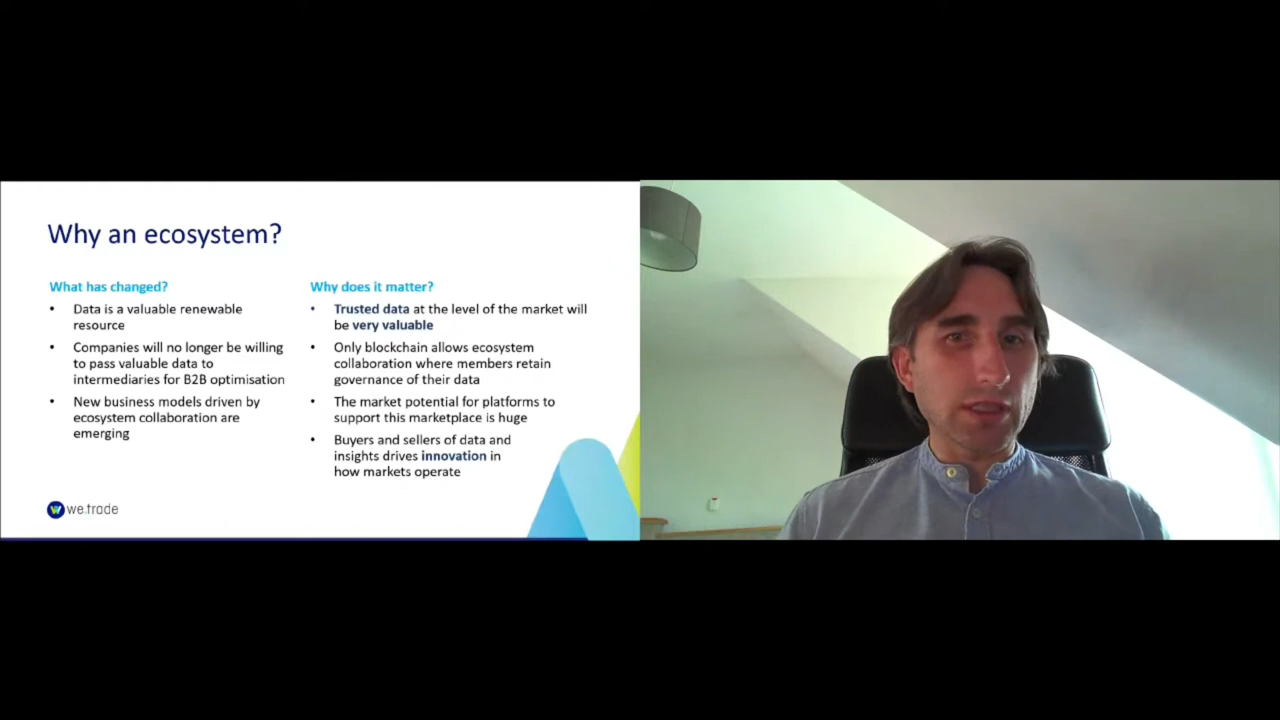 Why an ecosystem?
What has changed?
• Data is a valuable renewable
resource
• Companies will no longer be willing
to pass valuable data to
intermediaries for B2B optimisation
• New business models driven by
ecosystem collaboration are
emerging
Why does it matter?
• Trusted data at the level of the market will
be very valuable
• Only blockchain allows ecosystem
collaboration where members retain
governance of their data
• The market potential for platforms to
support this marketplace is huge
• Buyers and sellers of data and
insights drives innovation in
how markets operate
we.trade